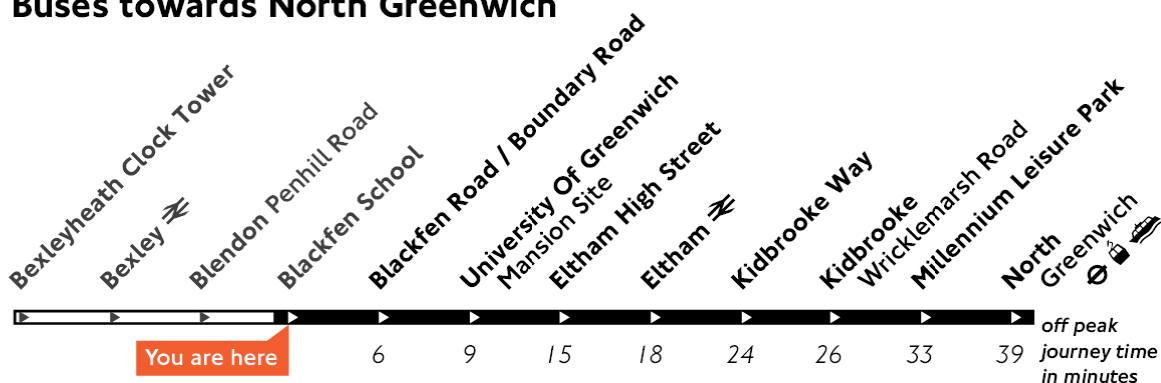 Buses towards North Greenwich
Bexleyheath Clock Tower
Bexley
Blendon Penhill Road
Blackfen School
Blackfen Road / Boundary Road
University Of Greenwich
Mansion Site
Eltham High Street
Eltham
Kidbrooke Way
Kidbrooke
Wricklemarsh Road
Millennium Leisure Park
North
Greenwich
You are here
6 9 15 18 24 26 33 39
off peak
journey time
in minutes